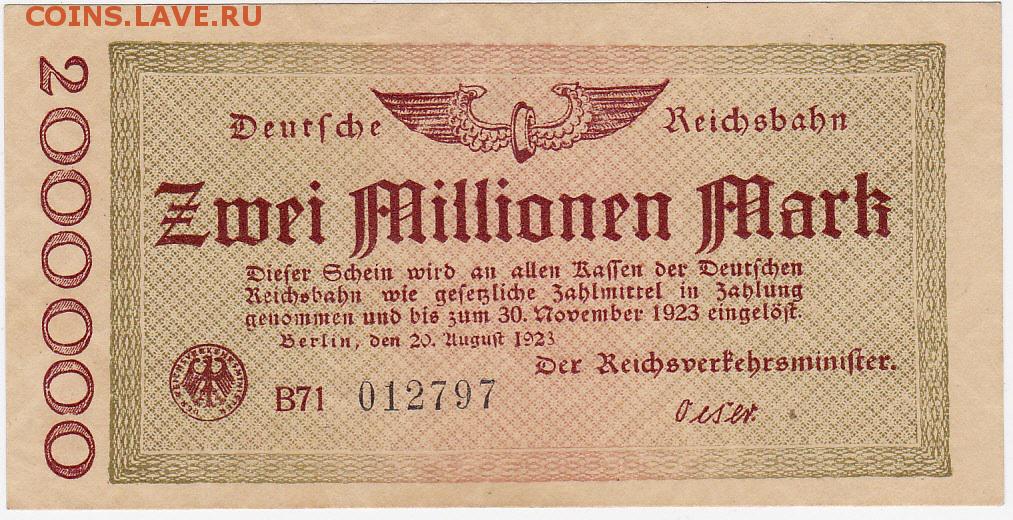 COINS.LAVE.RU
2000000
Deutsche Reichsbahn
Zwei Millionen Mark
Dieser Schein wird an allen Kassen der Deutschen
Reichsbahn wie gesetzliche Zahlmittel in Zahlung
genommen und bis zum 30. November 1923 eingelöst.
Berlin, den 20. August 1923
Der Reichsverkehrsminister.
B71 012797
Oeser.